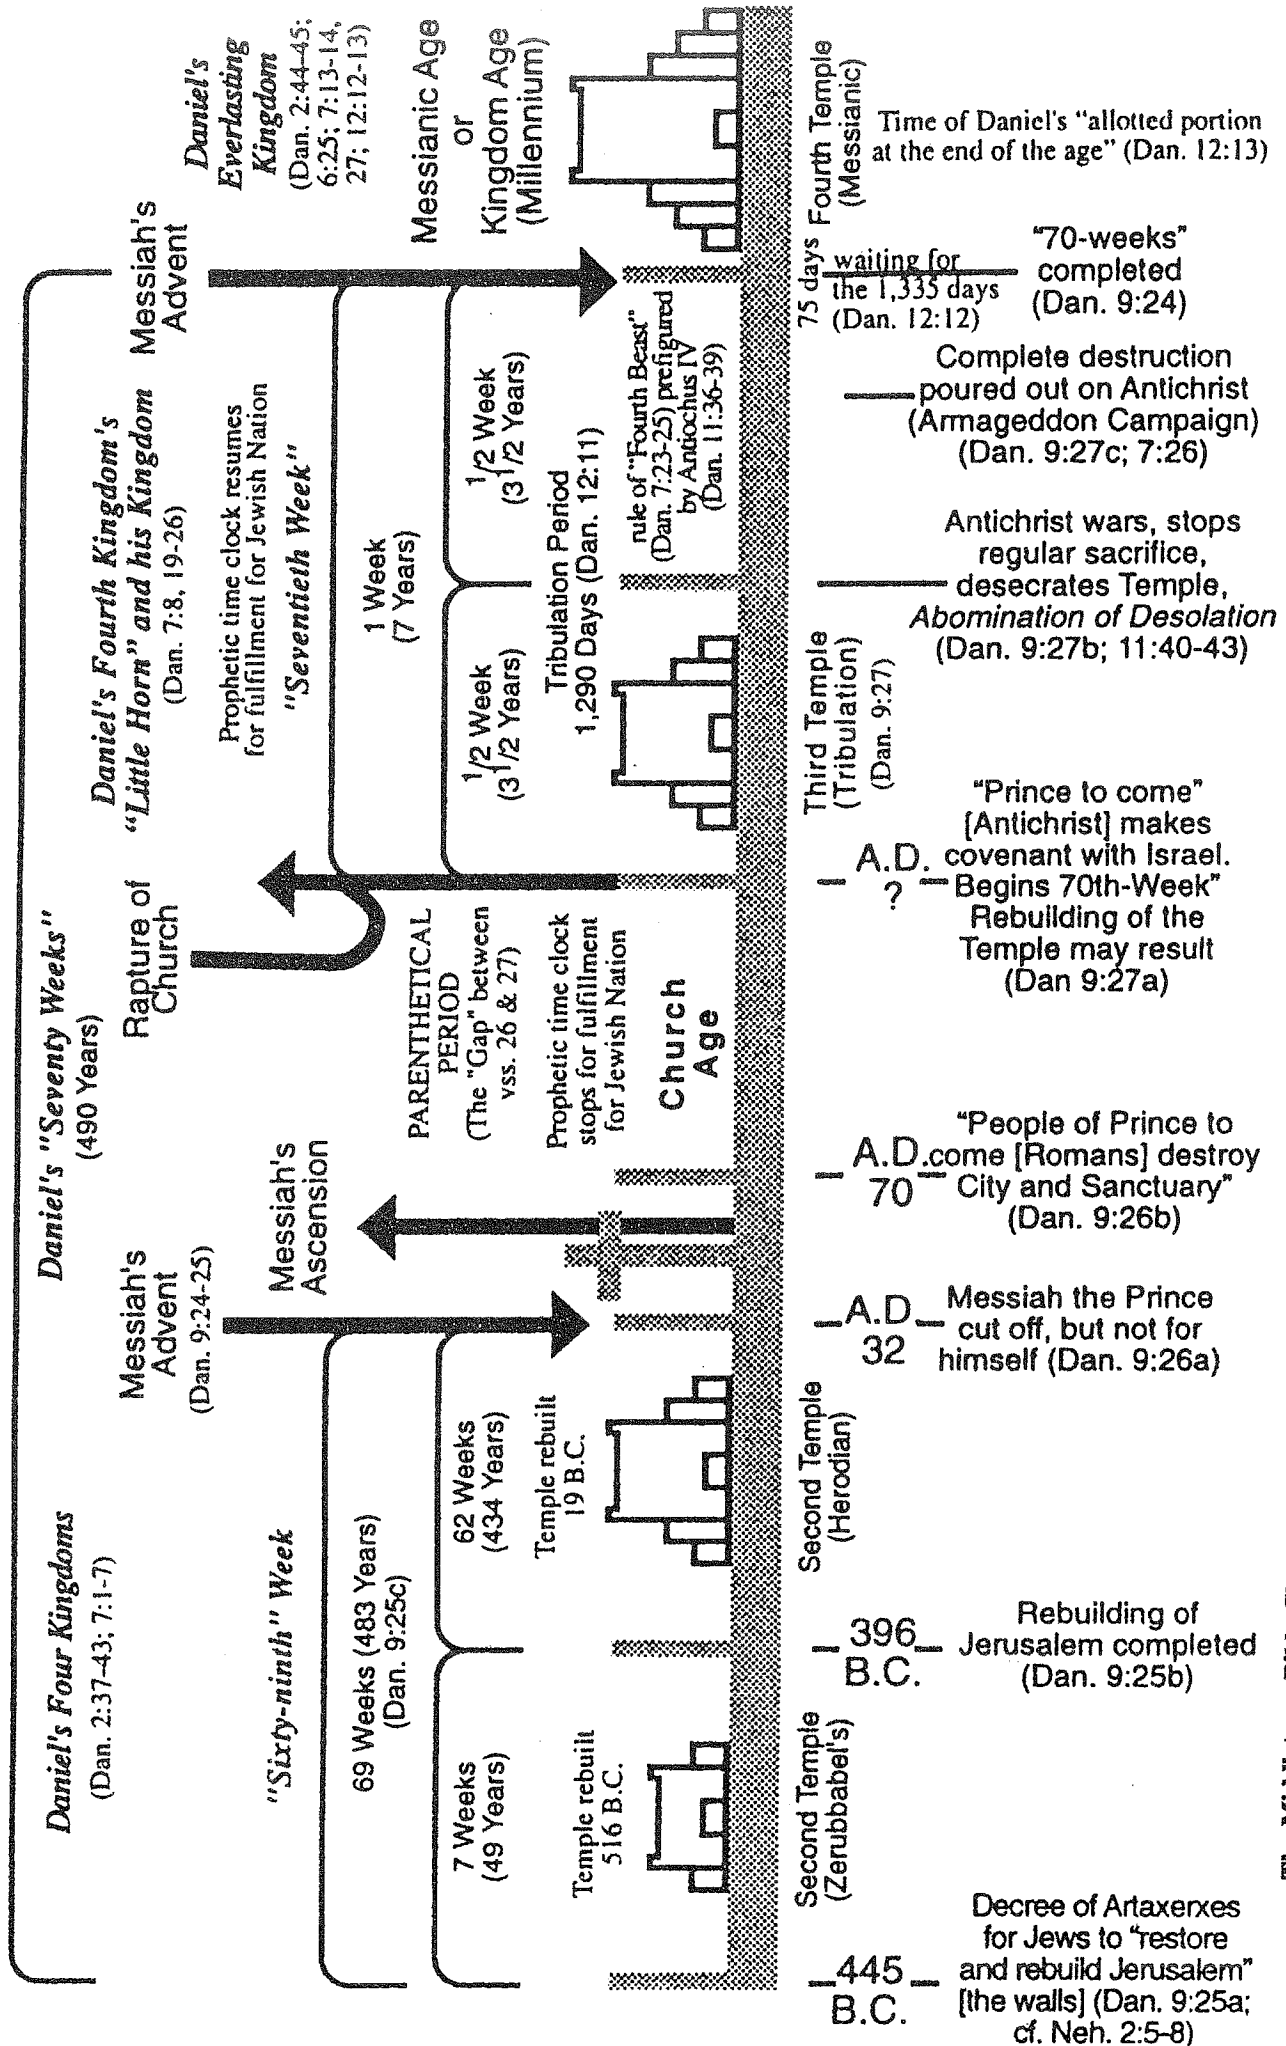 Daniel's "Seventy Weeks"
(490 Years)
Daniel's Four Kingdoms
(Dan. 2:37-43; 7:1-7)
Messiah's
Advent
(Dan. 9:24-25)
Rapture of
Church
Daniel's Fourth Kingdom's
"Little Horn" and his Kingdom
(Dan. 7:8, 19-26)
Messiah's
Advent
Daniel's
Everlasting
Kingdom
(Dan. 2:44-45;
6:25; 7:13-14,
27; 12:12-13)
"Sixty-ninth" Week
69 Weeks (483 Years)
(Dan. 9:25c)
7 Weeks
(49 Years)
62 Weeks
(434 Years)
Temple rebuilt
516 B.C.
Temple rebuilt
19 B.C.
Messiah's
Ascension
PARENTHETICAL
PERIOD
(The "Gap" between
vss. 26 & 27)
Prophetic time clock
stops for fulfillment
for Jewish Nation
Church
Age
Prophetic time clock resumes
for fulfillment for Jewish Nation
"Seventieth Week"
1 Week
(7 Years)
1/2 Week
(3 1/2 Years)
1/2 Week
(3 1/2 Years)
Tribulation Period
1,290 Days (Dan. 12:11)
rule of "Fourth Beast"
(Dan. 7:23-25) prefigured
by Antiochus IV
(Dan. 11:36-39)
Messianic Age
or
Kingdom Age
(Millennium)
Second Temple
(Zerubbabel's)
Second Temple
(Herodian)
Third Temple
(Tribulation)
(Dan. 9:27)
75 days
Fourth Temple
(Messianic)
Time of Daniel's "allotted portion
at the end of the age" (Dan. 12:13)
waiting for
the 1,335 days
(Dan. 12:12)
"70-weeks"
completed
(Dan. 9:24)
Complete destruction
poured out on Antichrist
(Armageddon Campaign)
(Dan. 9:27c; 7:26)
Antichrist wars, stops
regular sacrifice,
desecrates Temple,
Abomination of Desolation
(Dan. 9:27b; 11:40-43)
A.D.
?
"Prince to come"
[Antichrist] makes
covenant with Israel.
Begins 70th-Week"
Rebuilding of the
Temple may result
(Dan 9:27a)
A.D.
70
"People of Prince to
come [Romans] destroy
City and Sanctuary"
(Dan. 9:26b)
A.D.
32
Messiah the Prince
cut off, but not for
himself (Dan. 9:26a)
396
B.C.
Rebuilding of
Jerusalem completed
(Dan. 9:25b)
445
B.C.
Decree of Artaxerxes
for Jews to "restore
and rebuild Jerusalem"
[the walls] (Dan. 9:25a;
cf. Neh. 2:5-8)